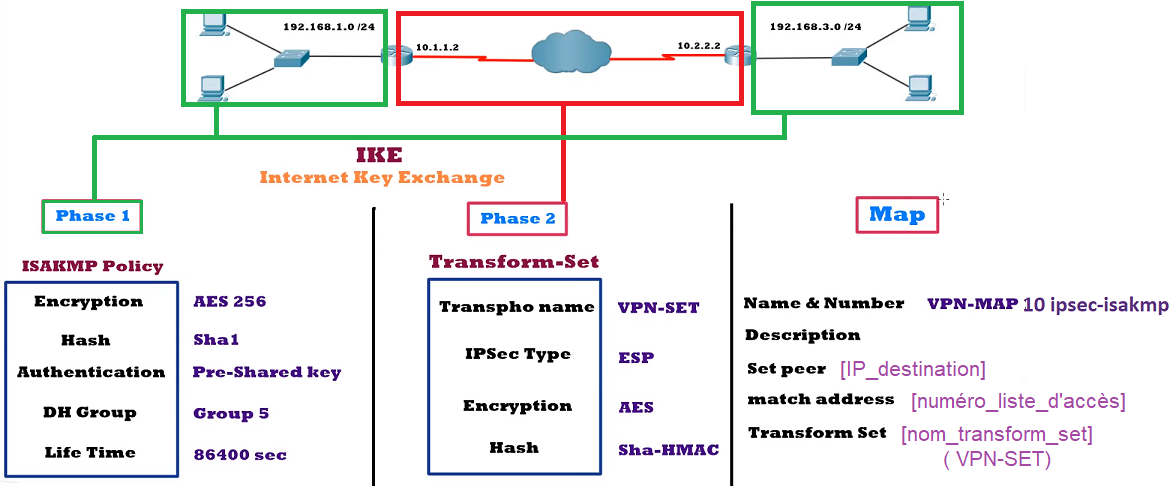 192.168.1.0 /24
10.1.1.2
10.2.2.2
192.168.3.0 /24
IKE
Internet Key Exchange
Phase 1
ISAKMP Policy
Encryption AES 256
Hash Sha1
Authentication Pre-Shared key
DH Group Group 5
Life Time 86400 sec
Phase 2
Transform-Set
Transpho name VPN-SET
IPSec Type ESP
Encryption AES
Hash Sha-HMAC
Map
Name & Number VPN-MAP 10 ipsec-isakmp
Description
Set peer [IP_destination]
match address [numéro_liste_d'accès]
Transform Set [nom_transform_set]
( VPN-SET)